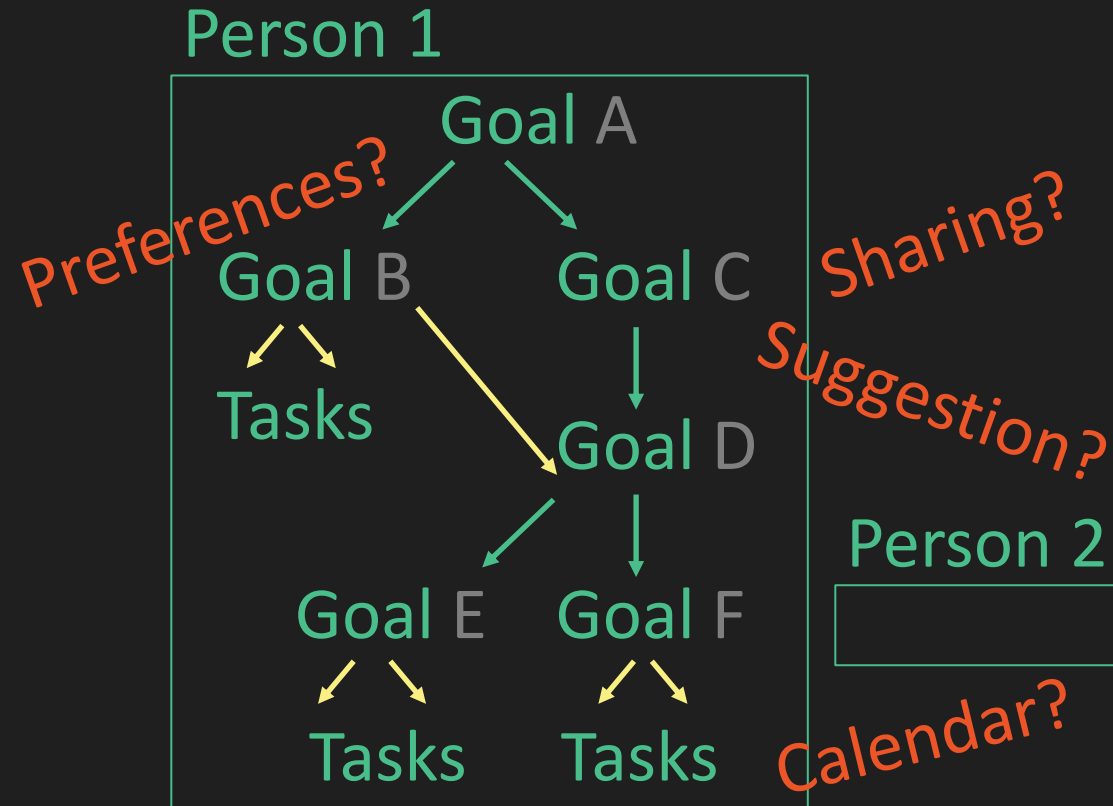 Person 1
Goal A
Preferences?
Goal B
Goal C
Sharing?
Tasks
Suggestion?
Goal D
Person 2
Goal E
Goal F
Tasks
Tasks
Calendar?